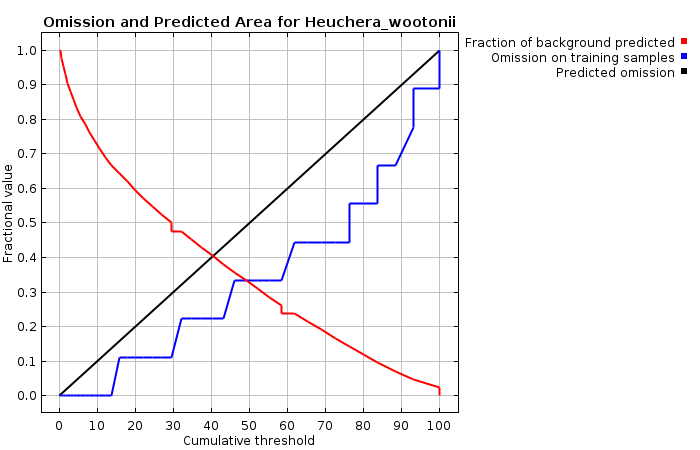 Omission and Predicted Area for Heuchera_wootonii
Fraction of background predicted
Omission on training samples
Predicted omission
Fractional value
1.0
0.9
0.8
0.7
0.6
0.5
0.4
0.3
0.2
0.1
0.0
0 10 20 30 40 50 60 70 80 90 100
Cumulative threshold